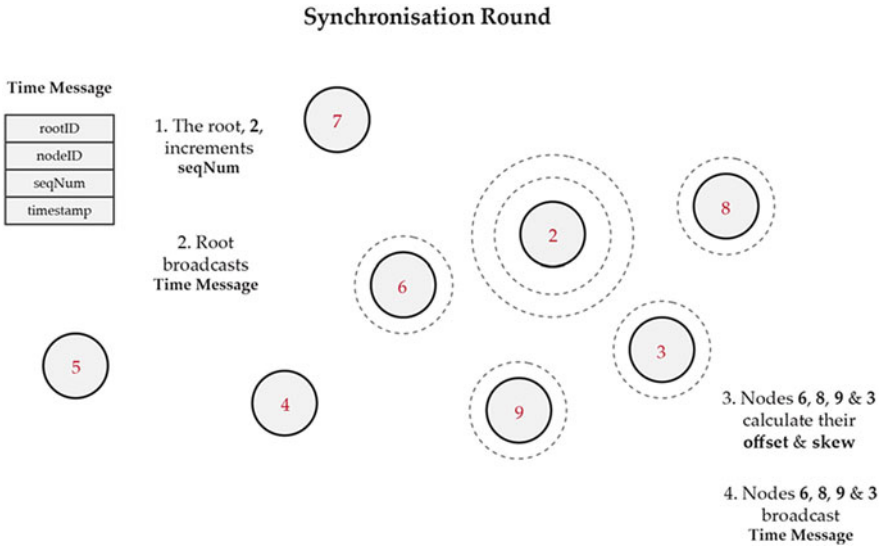 Synchronisation Round
Time Message
rootID
nodeID
seqNum
timestamp
1. The root, 2,
increments
seqNum
2. Root
broadcasts
Time Message
7
8
2
6
3
5
4
9
3. Nodes 6, 8, 9 & 3
calculate their
offset & skew
4. Nodes 6, 8, 9 & 3
broadcast
Time Message